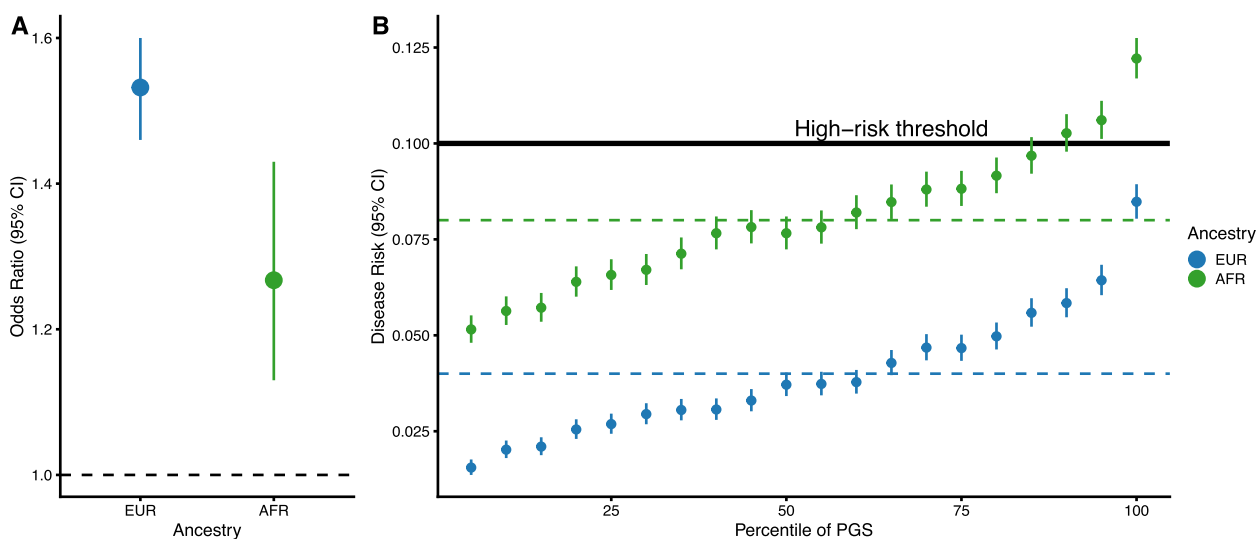 A
Odds Ratio (95% CI)
1.6
1.4
1.2
1.0
EUR
AFR
Ancestry
B
Disease Risk (95% CI)
0.125
0.100
0.075
0.050
0.025
High−risk threshold
25
50
75
100
Percentile of PGS
Ancestry
EUR
AFR